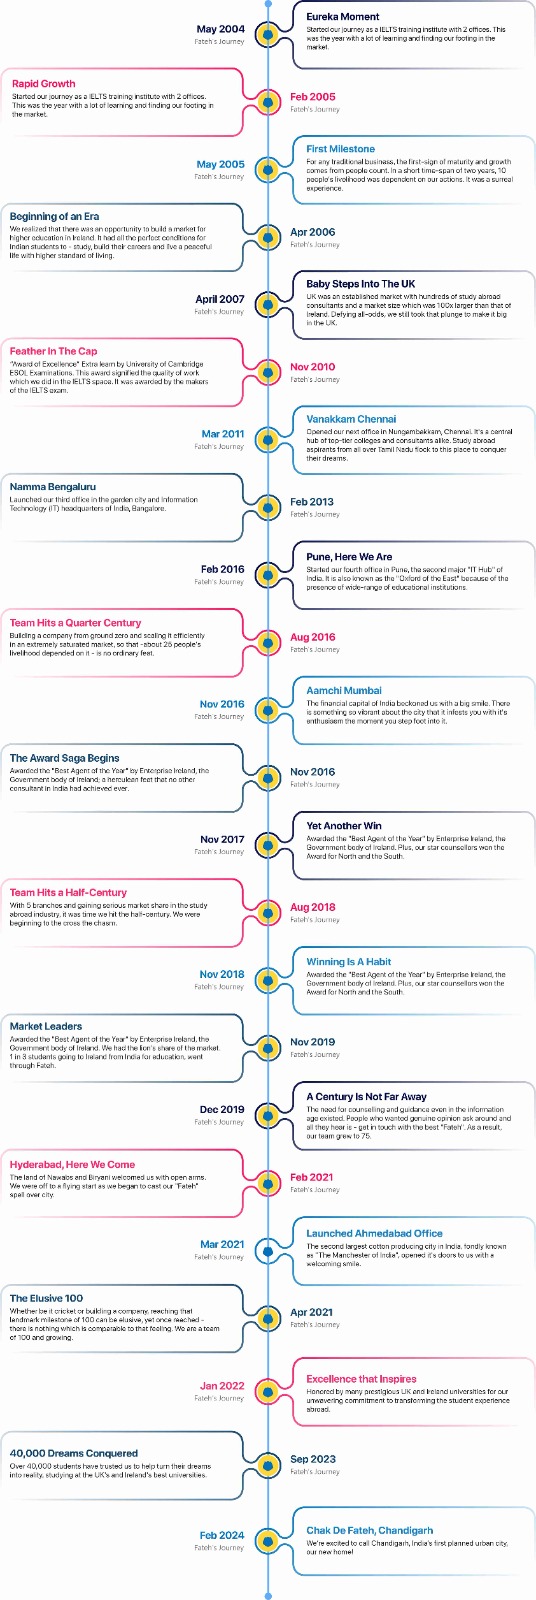 May 2004
Fateh's Journey
Eureka Moment
Started our journey as a IELTS training institute with 2 offices. This
was the year with a lot of learning and finding our footing in the
market.
Rapid Growth
Started our journey as a IELTS training institute with 2 offices.
This was the year with a lot of learning and finding our footing in
the market.
Feb 2005
Fateh's Journey
May 2005
Fateh's Journey
First Milestone
For any traditional business, the first-sign of maturity and growth
comes from people count. In a short time-span of two years, 10
people's livelihood was dependent on our actions. It was a surreal
experience.
Beginning of an Era
We realized that there was an opportunity to build a market for
higher education in Ireland. It had all the perfect conditions for
Indian students to - study, build their careers and live a peaceful
life with higher standard of living.
Apr 2006
Fateh's Journey
April 2007
Fateh's Journey
Baby Steps Into The UK
UK was an established market with hundreds of study abroad
consultants and a market size which was 100x larger than that of
Ireland. Defying all-odds, we still took that plunge to make it big
in the UK.
Feather In The Cap
"Award of Excellence" Extra learn by University of Cambridge
ESOL Examinations. This award signified the quality of work
which we did in the IELTS space. It was awarded by the makers
of the IELTS exam.
Nov 2010
Fateh's Journey
Mar 2011
Fateh's Journey
Vanakkam Chennai
Opened our next office in Nungambakkam, Chennai. It's a central
hub of top-tier colleges and consultants alike. Study abroad
aspirants from all over Tamil Nadu flock to this place to conquer
their dreams.
Namma Bengaluru
Launched our third office in the garden city and Information
Technology (IT) headquarters of India, Bangalore.
Feb 2013
Fateh's Journey
Feb 2016
Fateh's Journey
Pune, Here We Are
Started our fourth office in Pune, the second major "IT Hub" of
India. It is also known as the "Oxford of the East" because of the
presence of wide-range of educational institutions.
Team Hits a Quarter Century
Building a company from ground zero and scaling it efficiently
in an extremely saturated market, so that -about 25 people's
livelihood depended on it - is no ordinary feat.
Aug 2016
Fateh's Journey
Nov 2016
Fateh's Journey
Aamchi Mumbai
The financial capital of India beckoned us with a big smile. There
is something so vibrant about the city that it infests you with it's
enthusiasm the moment you step foot into it.
The Award Saga Begins
Awarded the "Best Agent of the Year" by Enterprise Ireland, the
Government body of Ireland; a herculean feat that no other
consultant in India had achieved ever.
Nov 2016
Fateh's Journey
Nov 2017
Fateh's Journey
Yet Another Win
Awarded the "Best Agent of the Year" by Enterprise Ireland, the
Government body of Ireland. Plus, our star counsellors won the
Award for North and the South.
Team Hits a Half-Century
With 5 branches and gaining serious market share in the study
abroad industry, it was time we hit the half-century. We were
beginning to the cross the chasm.
Aug 2018
Fateh's Journey
Nov 2018
Fateh's Journey
Winning Is A Habit
Awarded the "Best Agent of the Year" by Enterprise Ireland, the
Government body of Ireland. Plus, our star counsellors won the
Award for North and the South.
Market Leaders
Awarded the "Best Agent of the Year" by Enterprise Ireland, the
Government body of Ireland. We had the lion's share of the market.
1 in 3 students going to Ireland from India for education, went
through Fateh.
Nov 2019
Fateh's Journey
Dec 2019
Fateh's Journey
A Century Is Not Far Away
The need for counselling and guidance even in the information
age existed. People who wanted genuine opinion ask around and
all they hear is - get in touch with the best "Fateh". As a result,
our team grew to 75.
Hyderabad, Here We Come
The land of Nawabs and Biryani welcomed us with open arms.
We were off to a flying start as we began to cast our "Fateh"
spell over city.
Feb 2021
Fateh's Journey
Mar 2021
Fateh's Journey
Launched Ahmedabad Office
The second largest cotton producing city in India, fondly known
as "The Manchester of India", opened it's doors to us with a
welcoming smile.
The Elusive 100
Whether be it cricket or building a company, reaching that
landmark milestone of 100 can be elusive, yet once reached -
there is nothing which is comparable to that feeling. We are a team
of 100 and growing.
Apr 2021
Fateh's Journey
Jan 2022
Fateh's Journey
Excellence that Inspires
Honored by many prestigious UK and Ireland universities for our
unwavering commitment to transforming the student experience
abroad.
40,000 Dreams Conquered
Over 40,000 students have trusted us to help turn their dreams
into reality, studying at the UK's and Ireland's best universities.
Sep 2023
Fateh's Journey
Feb 2024
Fateh's Journey
Chak De Fateh, Chandigarh
We're excited to call Chandigarh, India's first planned urban city,
our new home!